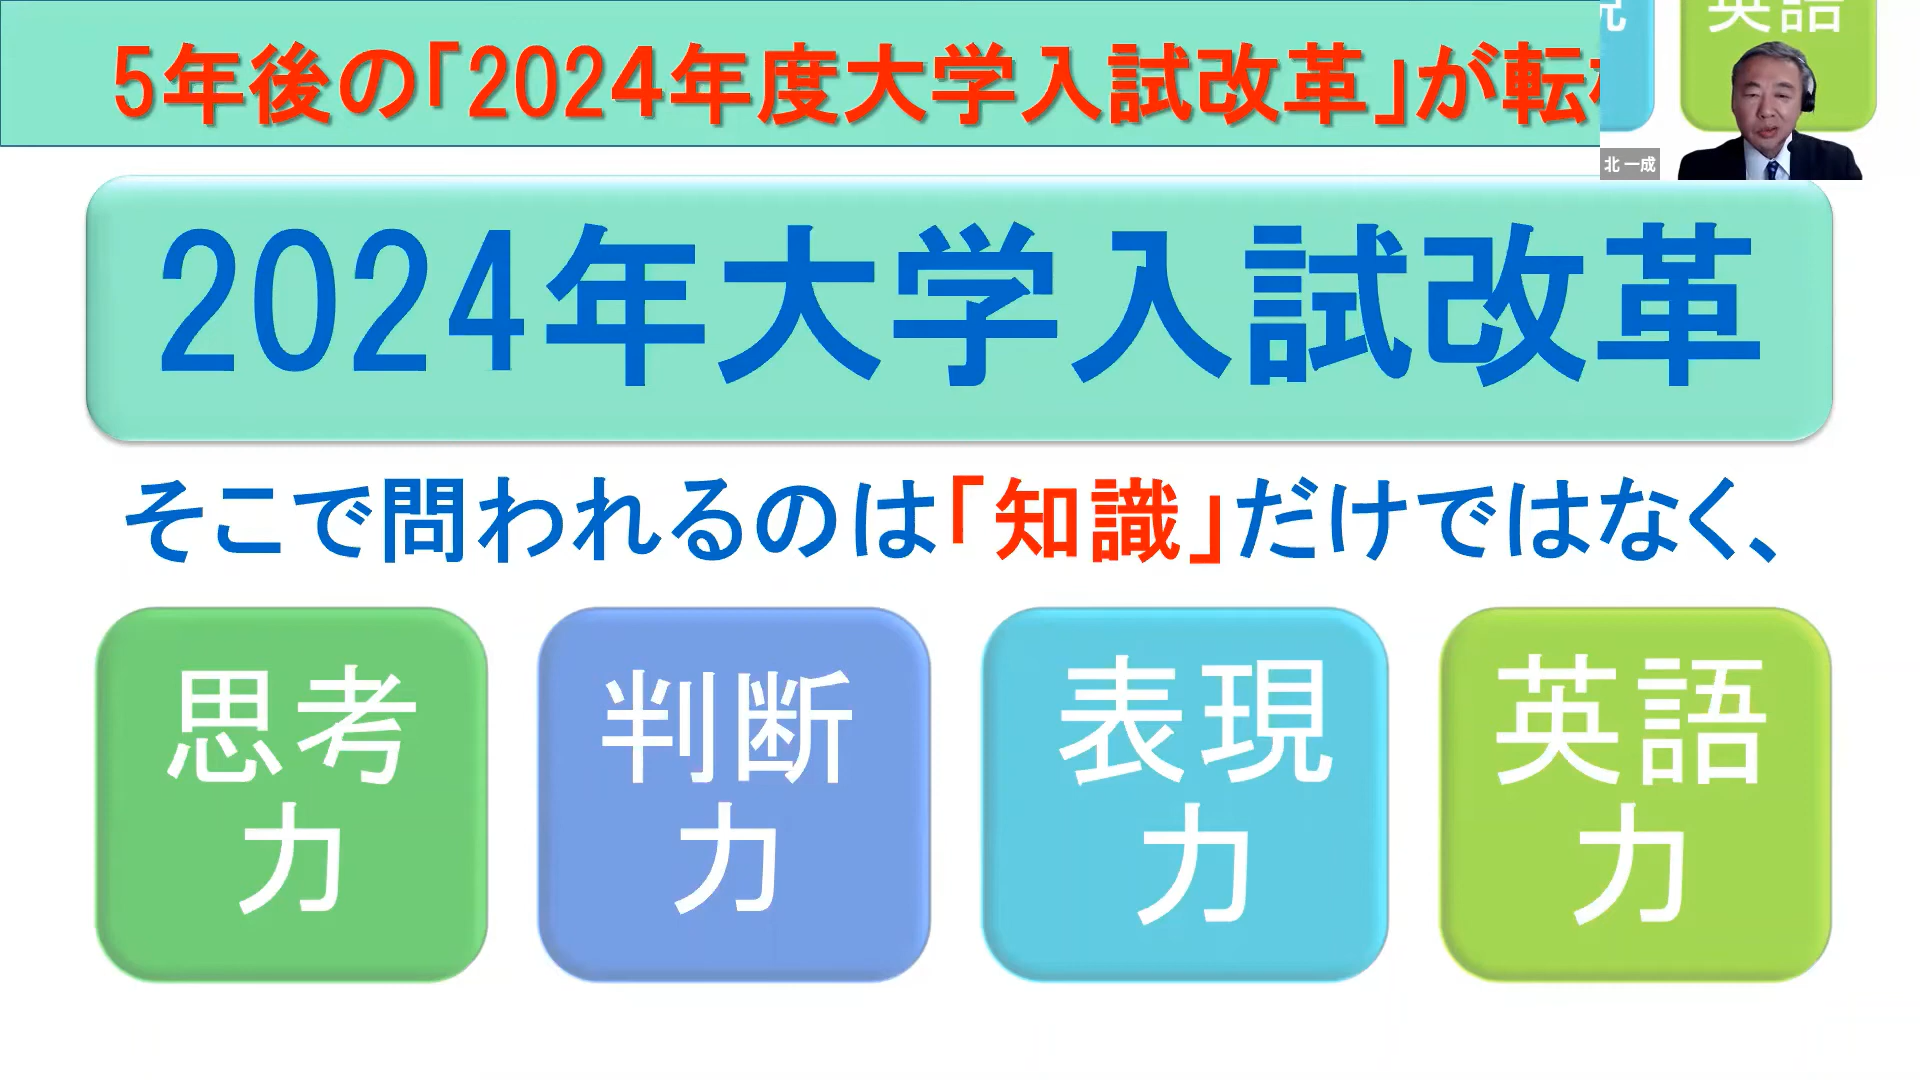 5年後の「2024年度大学入試改革」が転
英語
北 一成
2024年大学入試改革
そこで問われるのは「知識」だけではなく、
思考
力
判断
力
表現
力
英語
力